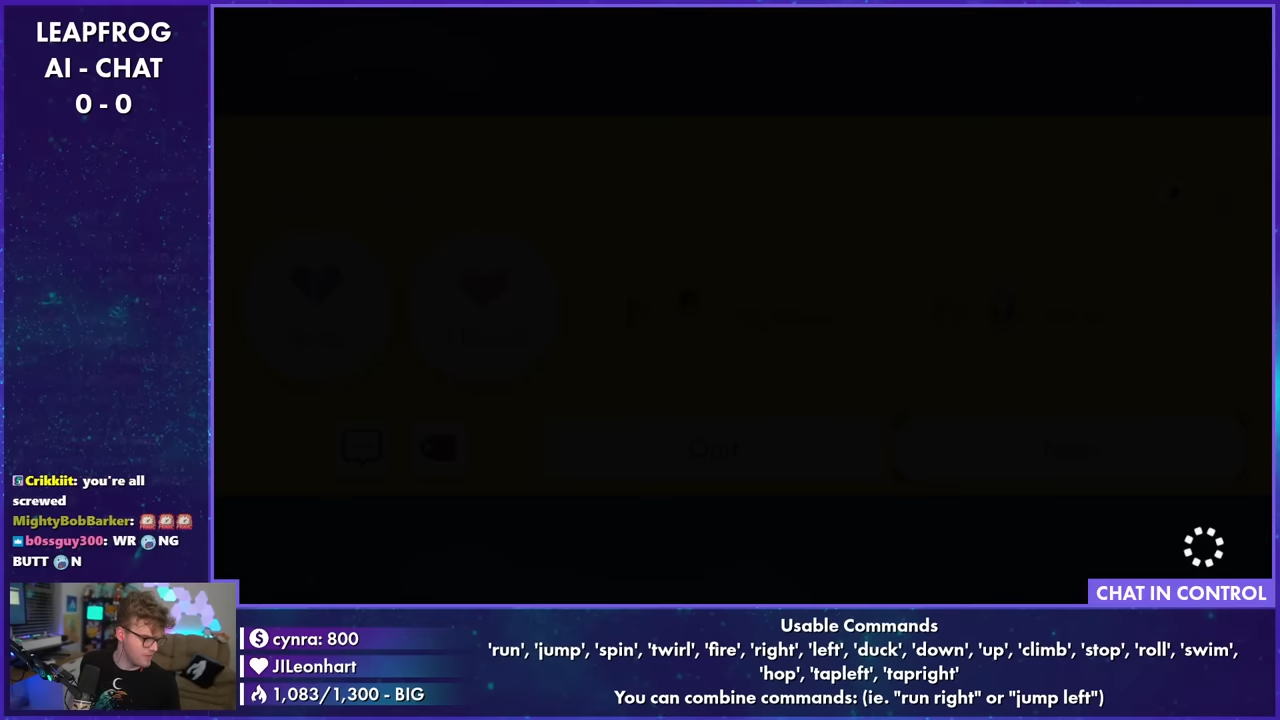 LEAPFROG
AI - CHAT
0 - 0
Crikkiit: you're all
screwed
MightyBobBarker:
b0ssguy300: WR NG
BUTT N
Quit
CHAT IN CONTROL
cynra: 800
JILeonhart
1,083/1,300 - BIG
Usable Commands
'run', 'jump', 'spin', 'twirl', 'fire', 'right', 'left', 'duck', 'down', 'up', 'climb', 'stop', 'roll', 'swim',
'hop', 'tapleft', 'tapright'
You can combine commands: (ie. "run right" or "jump left")